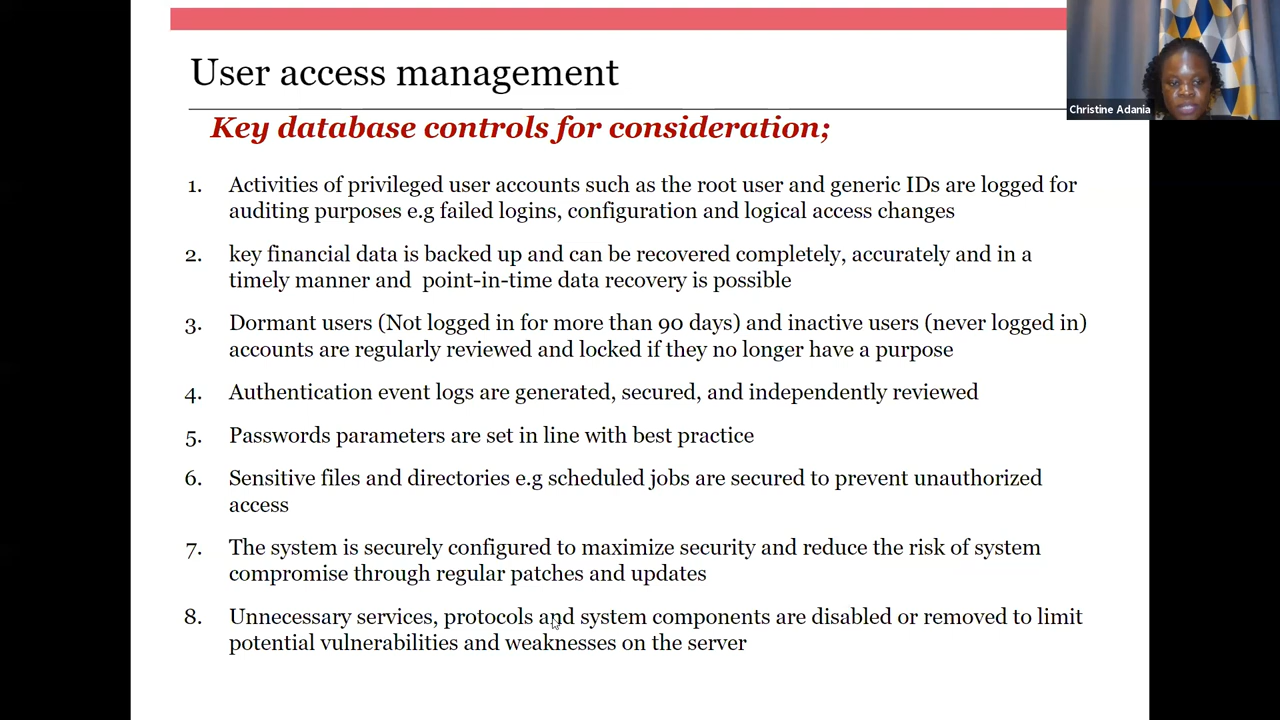 User access management
Christine Adania
Key database controls for consideration;
1. Activities of privileged user accounts such as the root user and generic IDs are logged for
auditing purposes e.g failed logins, configuration and logical access changes
2. key financial data is backed up and can be recovered completely, accurately and in a
timely manner and point-in-time data recovery is possible
3. Dormant users (Not logged in for more than 90 days) and inactive users (never logged in)
accounts are regularly reviewed and locked if they no longer have a purpose
4. Authentication event logs are generated, secured, and independently reviewed
5. Passwords parameters are set in line with best practice
6. Sensitive files and directories e.g scheduled jobs are secured to prevent unauthorized
access
7. The system is securely configured to maximize security and reduce the risk of system
compromise through regular patches and updates
8. Unnecessary services, protocols and system components are disabled or removed to limit
potential vulnerabilities and weaknesses on the server